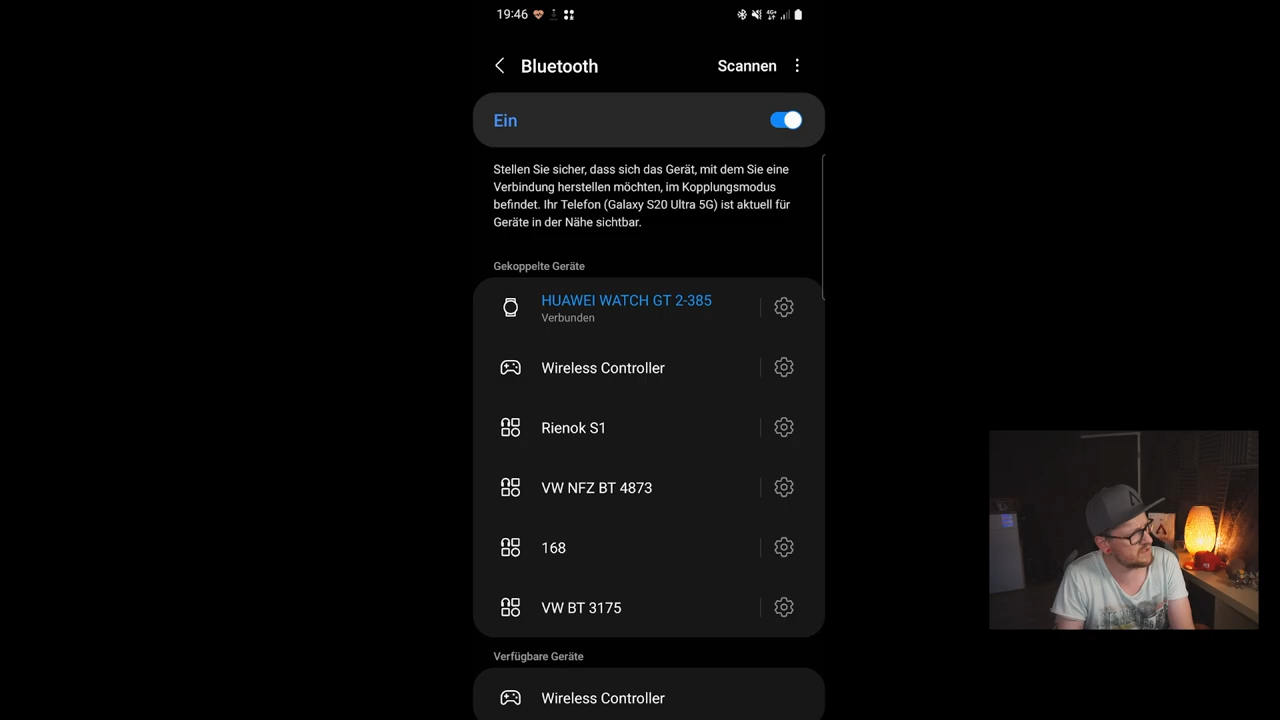 19:46
Bluetooth
Scannen
Ein
Stellen Sie sicher, dass sich das Gerät, mit dem Sie eine
Verbindung herstellen möchten, im Kopplungsmodus
befindet. Ihr Telefon (Galaxy S20 Ultra 5G) ist aktuell für
Geräte in der Nähe sichtbar.
Gekoppelte Geräte
HUAWEI WATCH GT 2-385
Verbunden
Wireless Controller
Rienok S1
VW NFZ BT 4873
168
VW BT 3175
Verfügbare Geräte
Wireless Controller